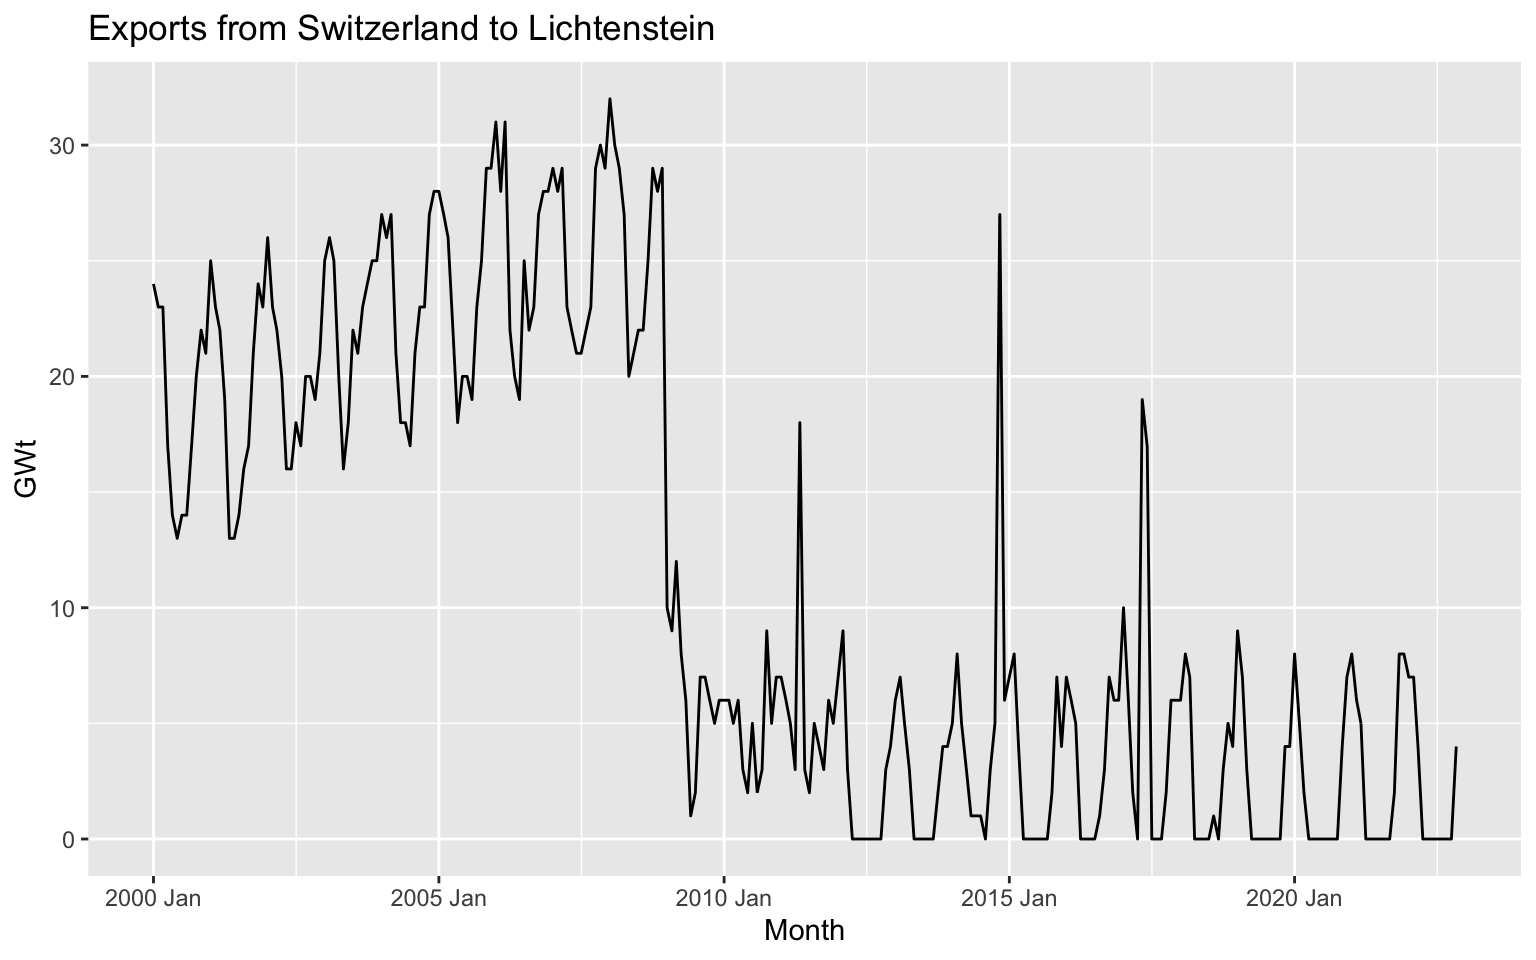 Exports from Switzerland to Lichtenstein
30
20
10
0
GWt
2000 Jan
2005 Jan
2010 Jan
2015 Jan
2020 Jan
Month